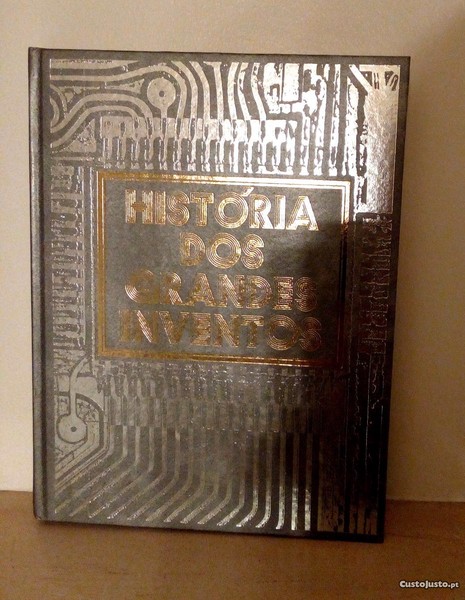 HISTÓRIA
DOS
GRANDES
INVENTOS
CustoJusto.pt